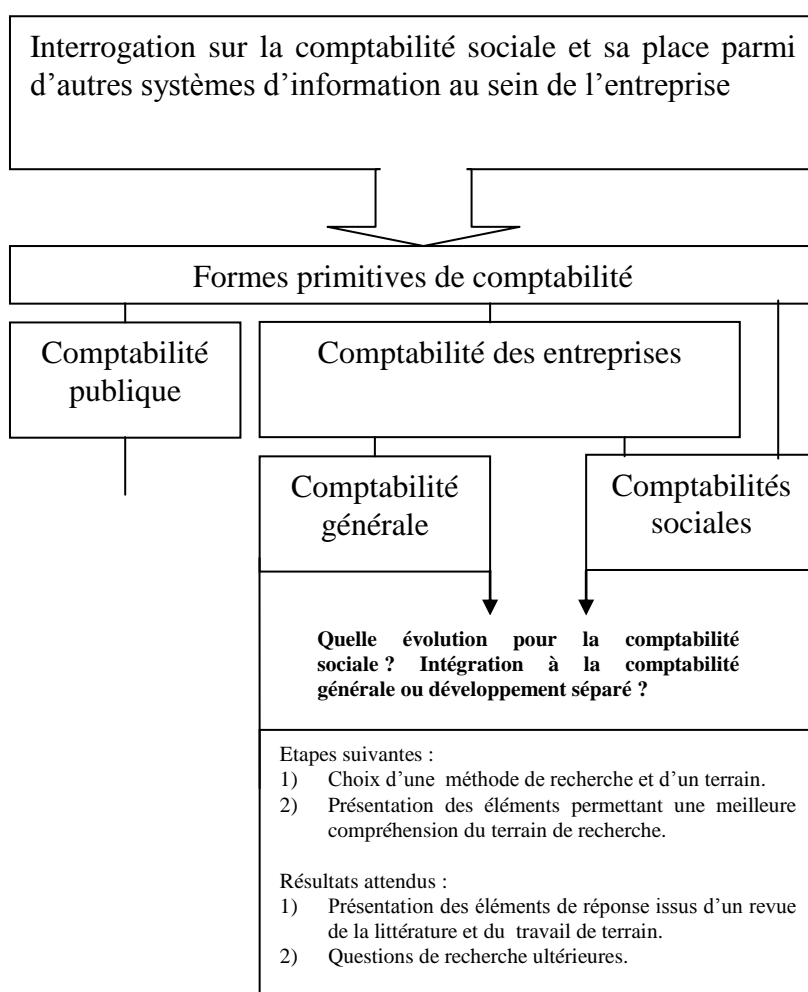 Interrogation sur la comptabilité sociale et sa place parmi
d’autres systèmes d’information au sein de l’entreprise
Formes primitives de comptabilité
Comptabilité
publique
Comptabilité des entreprises
Comptabilité
générale
Comptabilités
sociales
Quelle évolution pour la comptabilité
sociale ? Intégration à la comptabilité
générale ou développement séparé ?
Etapes suivantes :
1) Choix d’une méthode de recherche et d’un terrain.
2) Présentation des éléments permettant une meilleure
compréhension du terrain de recherche.
Résultats attendus :
1) Présentation des éléments de réponse issus d’un revue
de la littérature et du travail de terrain.
2) Questions de recherche ultérieures.